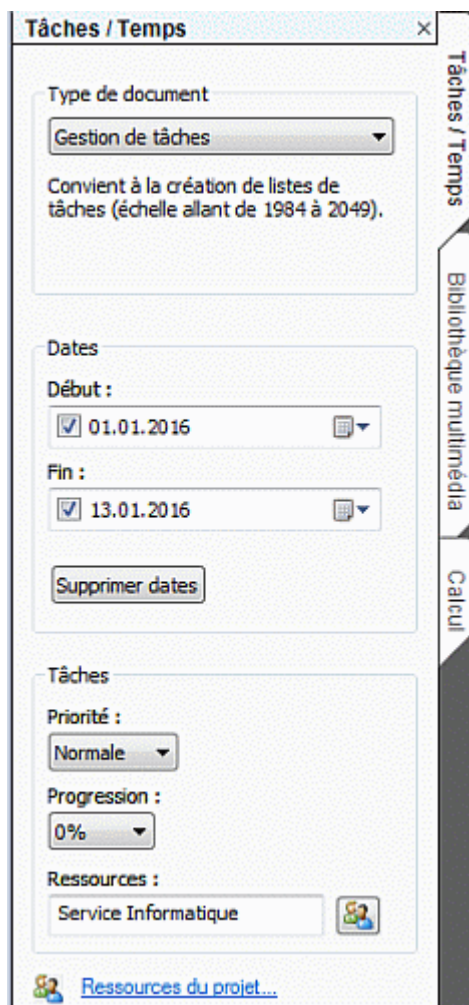 Tâches / Temps
Type de document
Gestion de tâches
Convient à la création de listes de
tâches (échelle allant de 1984 à 2049).
Dates
Début :
01.01.2016
Fin :
13.01.2016
Supprimer dates
Tâches
Priorité :
Normale
Progression :
0%
Ressources :
Service Informatique
Ressources du projet...
Tâches / Temps
Bibliothèque multimédia
Calcul